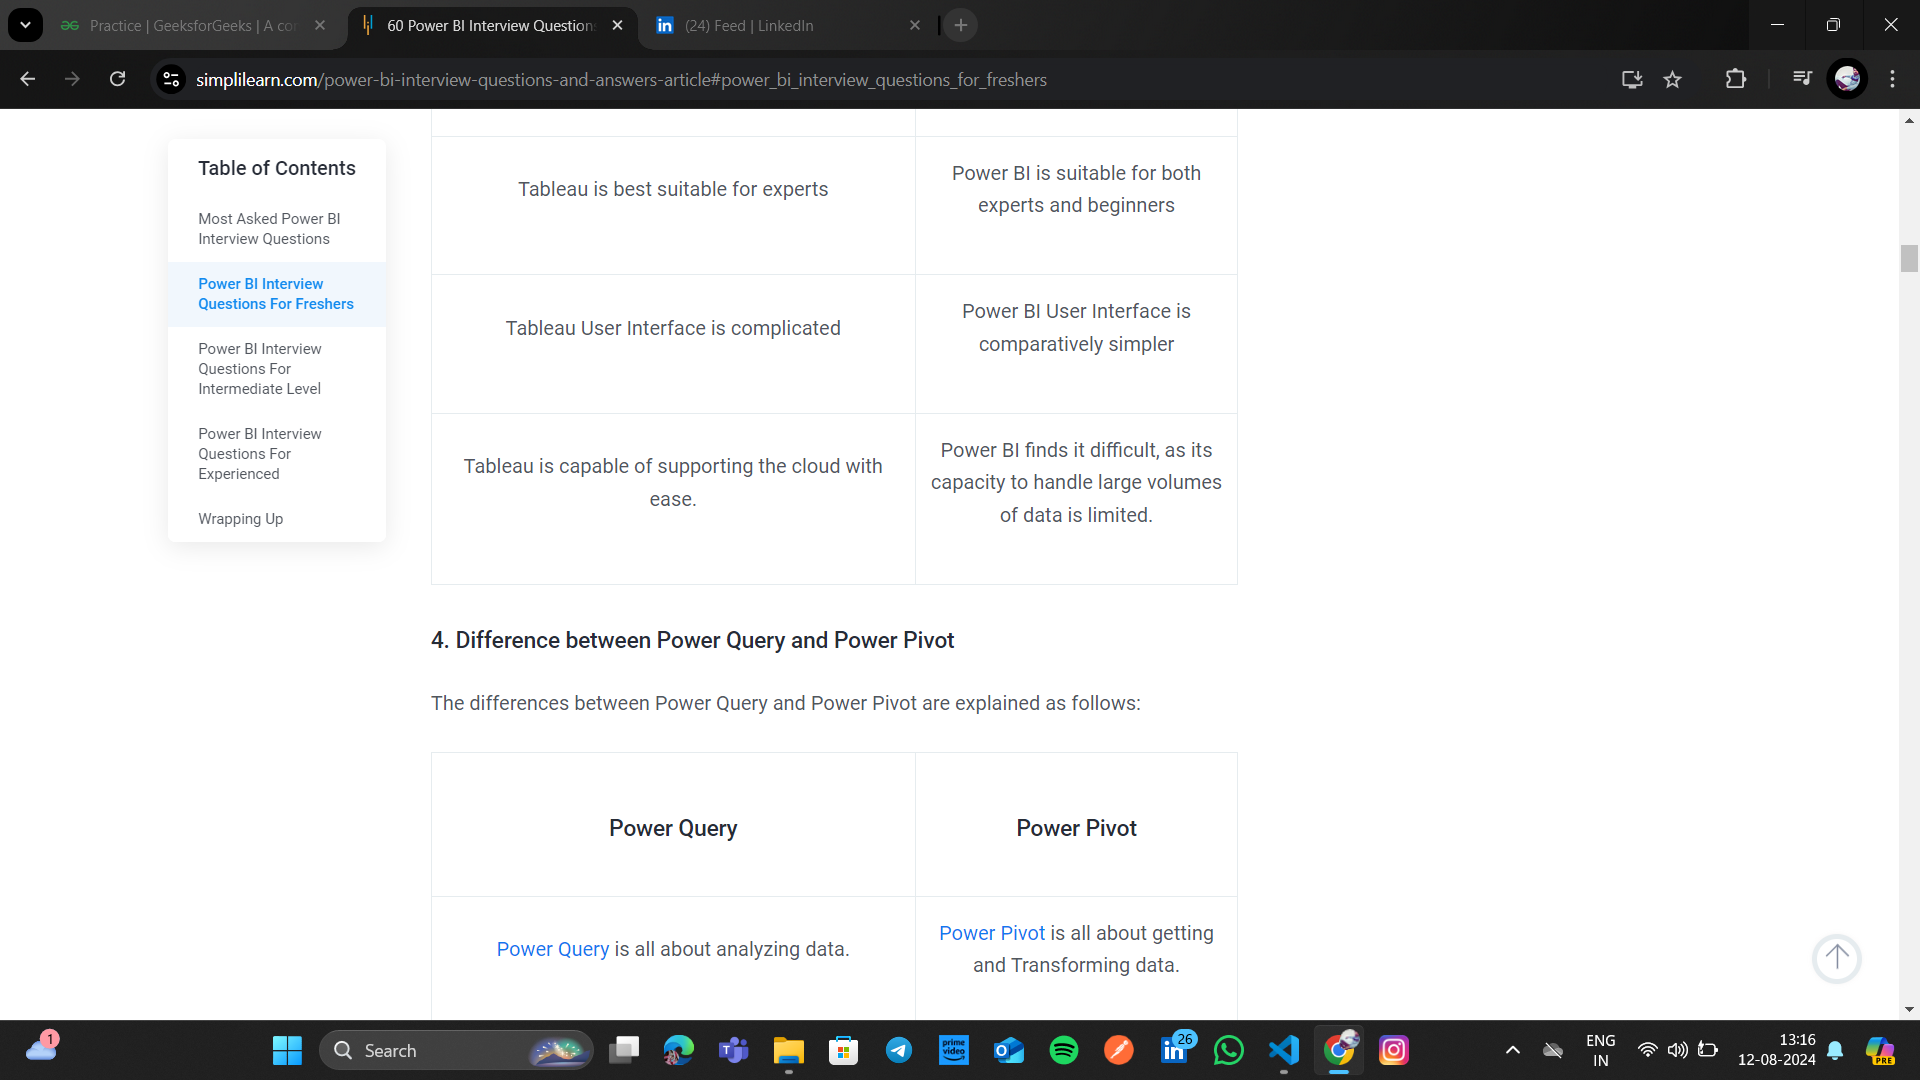 Practice | GeeksforGeeks | A co
60 Power BI Interview Question
(24) Feed | LinkedIn
simplilearn.com/power-bi-interview-questions-and-answers-article#power_bi_interview_questions_for_freshers
Table of Contents
Most Asked Power BI
Interview Questions
Power BI Interview
Questions For Freshers
Power BI Interview
Questions For
Intermediate Level
Power BI Interview
Questions For
Experienced
Wrapping Up
Tableau is best suitable for experts
Power BI is suitable for both
experts and beginners
Tableau User Interface is complicated
Power BI User Interface is
comparatively simpler
Tableau is capable of supporting the cloud with
ease.
Power BI finds it difficult, as its
capacity to handle large volumes
of data is limited.
4. Difference between Power Query and Power Pivot
The differences between Power Query and Power Pivot are explained as follows:
Power Query
Power Pivot
Power Query is all about analyzing data.
Power Pivot is all about getting
and Transforming data.
1
Search
prime
video
26
ENG
IN
13:16
12-08-2024
PRE